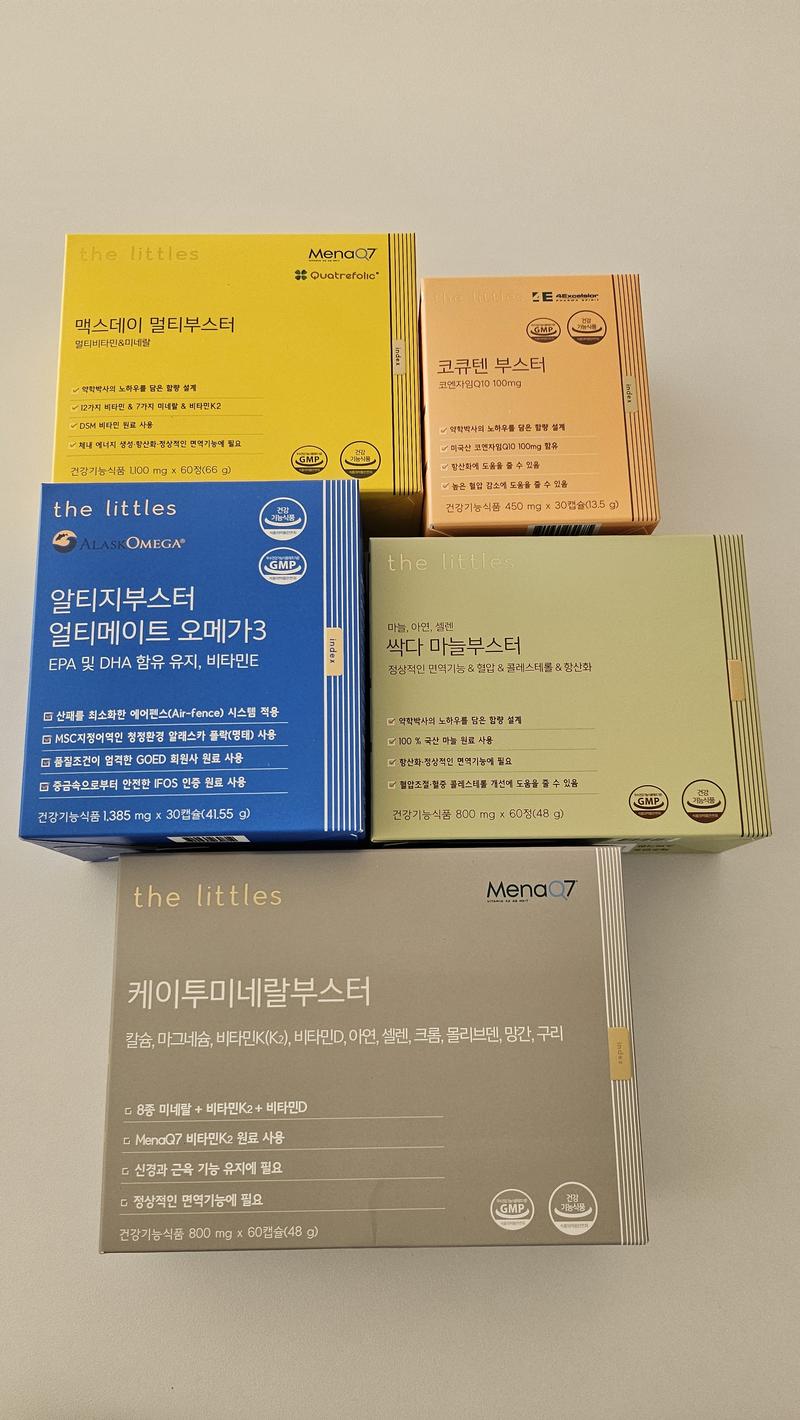 the littles
MenaQ7
Quatrefolic
맥스데이 멀티부스터
멀티비타민&미네랄
index
약학박사의 노하우를 담은 함량 설계
12가지 비타민 & 7가지 미네랄 & 비타민K2
DSM 비타민 원료 사용
체내 에너지 생성·항산화·정상적인 면역기능에 필요
건강기능식품 1,100 mg x 60정(66 g)
GMP
건강
기능식품
the littles
4E 4Excelsior
GMP
건강
기능식품
코큐텐 부스터
코엔자임Q10 100mg
index
약학박사의 노하우를 담은 함량 설계
미국산 코엔자임Q10 100mg 함유
항산화에 도움을 줄 수 있음
높은 혈압 감소에 도움을 줄 수 있음
건강기능식품 450 mg x 30캡슐(13.5 g)
the littles
건강
기능식품
ALASKOMEGA®
GMP
알티지부스터
얼티메이트 오메가3
EPA 및 DHA 함유 유지, 비타민E
index
산패를 최소화한 에어펜스(Air-fence) 시스템 적용
MSC지정어역인 청정환경 알래스카 폴락(명태) 사용
품질조건이 엄격한 GOED 회원사 원료 사용
중금속으로부터 안전한 IFOS 인증 원료 사용
건강기능식품 1,385 mg x 30캡슐(41.55 g)
the littles
마늘, 아연, 셀렌
싹다 마늘부스터
정상적인 면역기능 & 혈압 & 콜레스테롤 & 항산화
약학박사의 노하우를 담은 함량 설계
100 % 국산 마늘 원료 사용
항산화·정상적인 면역기능에 필요
혈압조절·혈중 콜레스테롤 개선에 도움을 줄 수 있음
건강기능식품 800 mg x 60정(48 g)
GMP
건강
기능식품
the littles
MenaQ7
케이투미네랄부스터
칼슘, 마그네슘, 비타민K(K2), 비타민D, 아연, 셀렌, 크롬, 몰리브덴, 망간, 구리
index
8종 미네랄 + 비타민K2 + 비타민D
MenaQ7 비타민K2 원료 사용
신경과 근육 기능 유지에 필요
정상적인 면역기능에 필요
건강기능식품 800 mg x 60캡슐(48 g)
GMP
건강
기능식품